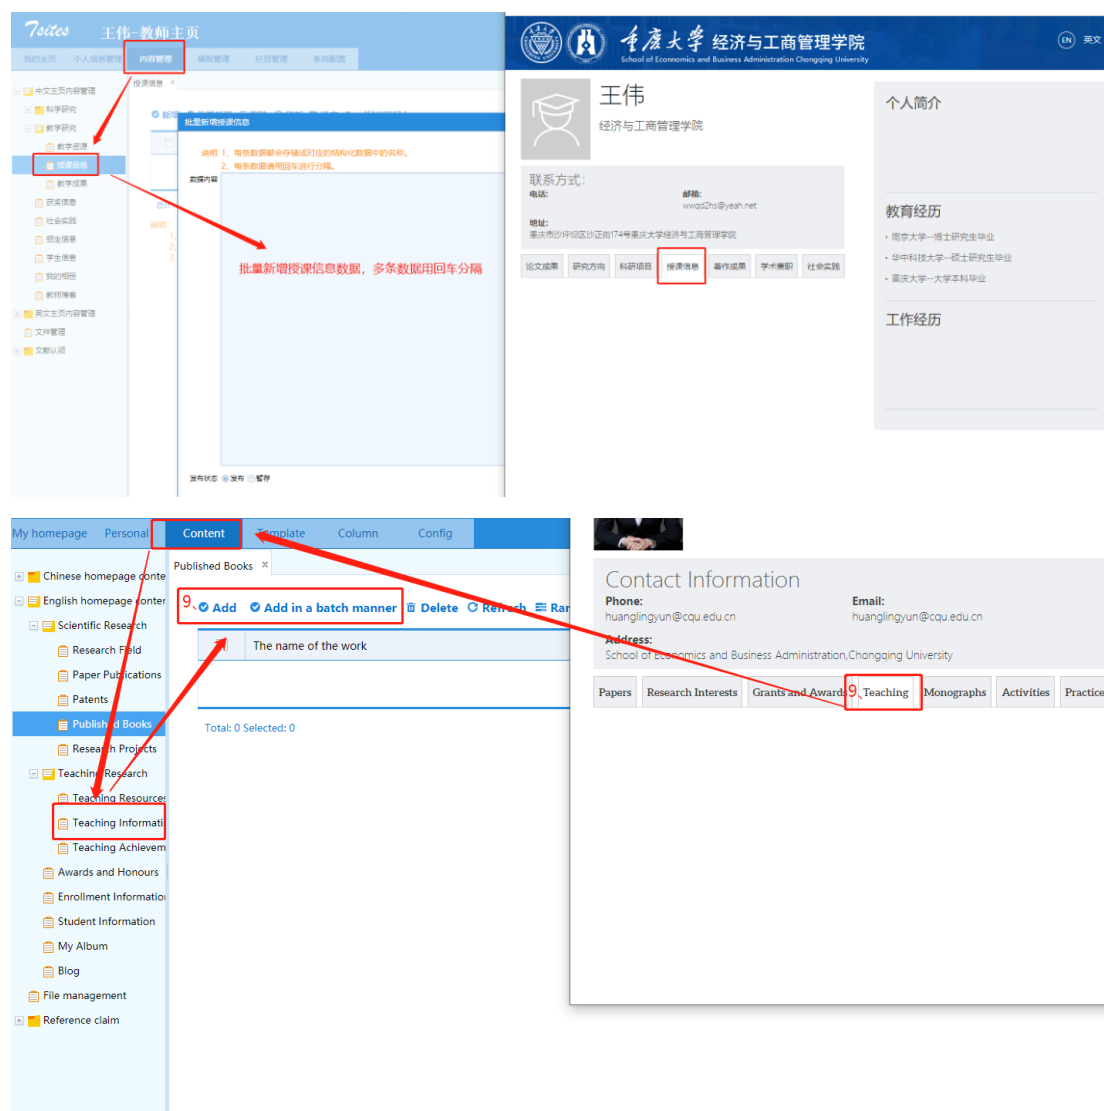 7sites 王伟-教师主页
我的主页 个人信息管理 内容管理 模板管理 栏目管理 系统配置
中文主页内容管理
科学研究
教学研究
教学资源
授课信息
教学成果
获奖信息
社会实践
招生信息
学生信息
我的相册
教师博客
英文主页内容管理
文件管理
文献认领
授课信息 ×
新增
批量新增授课信息
说明 1、每条数据都会存储成对应的结构化数据中的名称。
2、每条数据请用回车进行分隔。
数据内容
说明:
1、
2、
3、
批量新增授课信息数据，多条数据用回车分隔
发布状态 发布 暂存
重庆大学 经济与工商管理学院
School of Econnomics and Business Administration Chongqing University
EN 英文
王伟
经济与工商管理学院
联系方式:
电话: 邮箱:
wwqd2hs@yeah.net
地址:
重庆市沙坪坝区沙正街174号重庆大学经济与工商管理学院
论文成果 研究方向 科研项目 授课信息 著作成果 学术兼职 社会实践
个人简介
教育经历
· 南京大学--博士研究生毕业
· 华中科技大学--硕士研究生毕业
· 重庆大学--大学本科毕业
工作经历
My homepage Personal Content Template Column Config
Chinese homepage conte
English homepage conter
Scientific Research
Research Field
Paper Publications
Patents
Published Books
Research Projects
Teaching Research
Teaching Resources
Teaching Informati
Teaching Achievem
Awards and Honours
Enrollment Information
Student Information
My Album
Blog
File management
Reference claim
Published Books ×
9、 Add Add in a batch manner Delete Refresh Ran
The name of the work
Total: 0 Selected: 0
Contact Information
Phone: Email:
huanglingyun@cqu.edu.cn huanglingyun@cqu.edu.cn
Address:
School of Economics and Business Administration,Chongqing University
Papers Research Interests Grants and Awards 9、Teaching Monographs Activities Practice